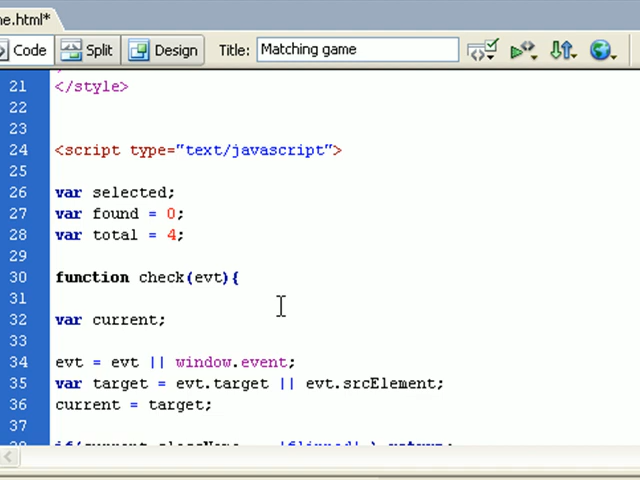 ne.html*
Code Split Design Title: Matching game
21 </style>
22
23
24 <script type="text/javascript">
25
26 var selected;
27 var found = 0;
28 var total = 4;
29
30 function check(evt){
31
32 var current;
33
34 evt = evt || window.event;
35 var target = evt.target || evt.srcElement;
36 current = target;
37